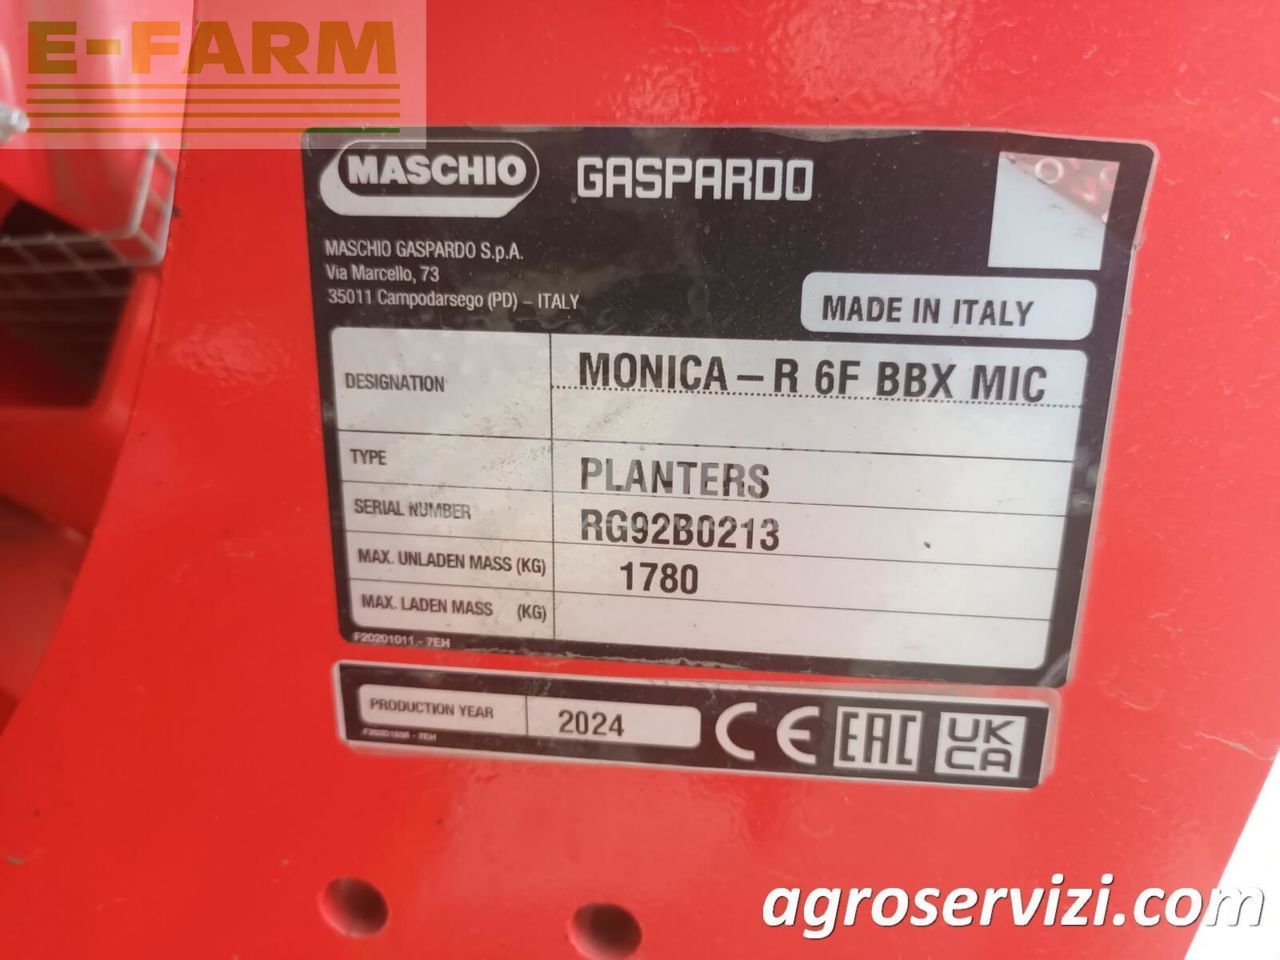 E-FARM
MASCHIO GASPARDO
MASCHIO GASPARDO S.p.A.
Via Marcello, 73
35011 Campodarsego (PD) – ITALY
MADE IN ITALY
DESIGNATION MONICA – R 6F BBX MIC
TYPE PLANTERS
SERIAL NUMBER RG92B0213
MAX. UNLADEN MASS (KG) 1780
MAX. LADEN MASS (KG)
F20201011 - 7EH
PRODUCTION YEAR 2024
CE EAC UK CA
agroservizi.com